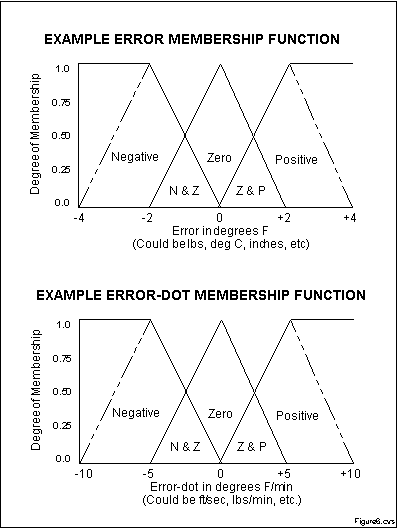 EXAMPLE ERROR MEMBERSHIP FUNCTION
Degree of Membership
1.0
0.75
0.50
0.25
0.0
Negative
Zero
Positive
N & Z
Z & P
-4
-2
0
+2
+4
Error in degrees F
(Could be lbs, deg C, inches, etc)
EXAMPLE ERROR-DOT MEMBERSHIP FUNCTION
Degree of Membership
1.0
0.75
0.50
0.25
0.0
Negative
Zero
Positive
N & Z
Z & P
-10
-5
0
+5
+10
Error-dot in degrees F/min
(Could be ft/sec, lbs/min, etc.)
Figure6.cvs